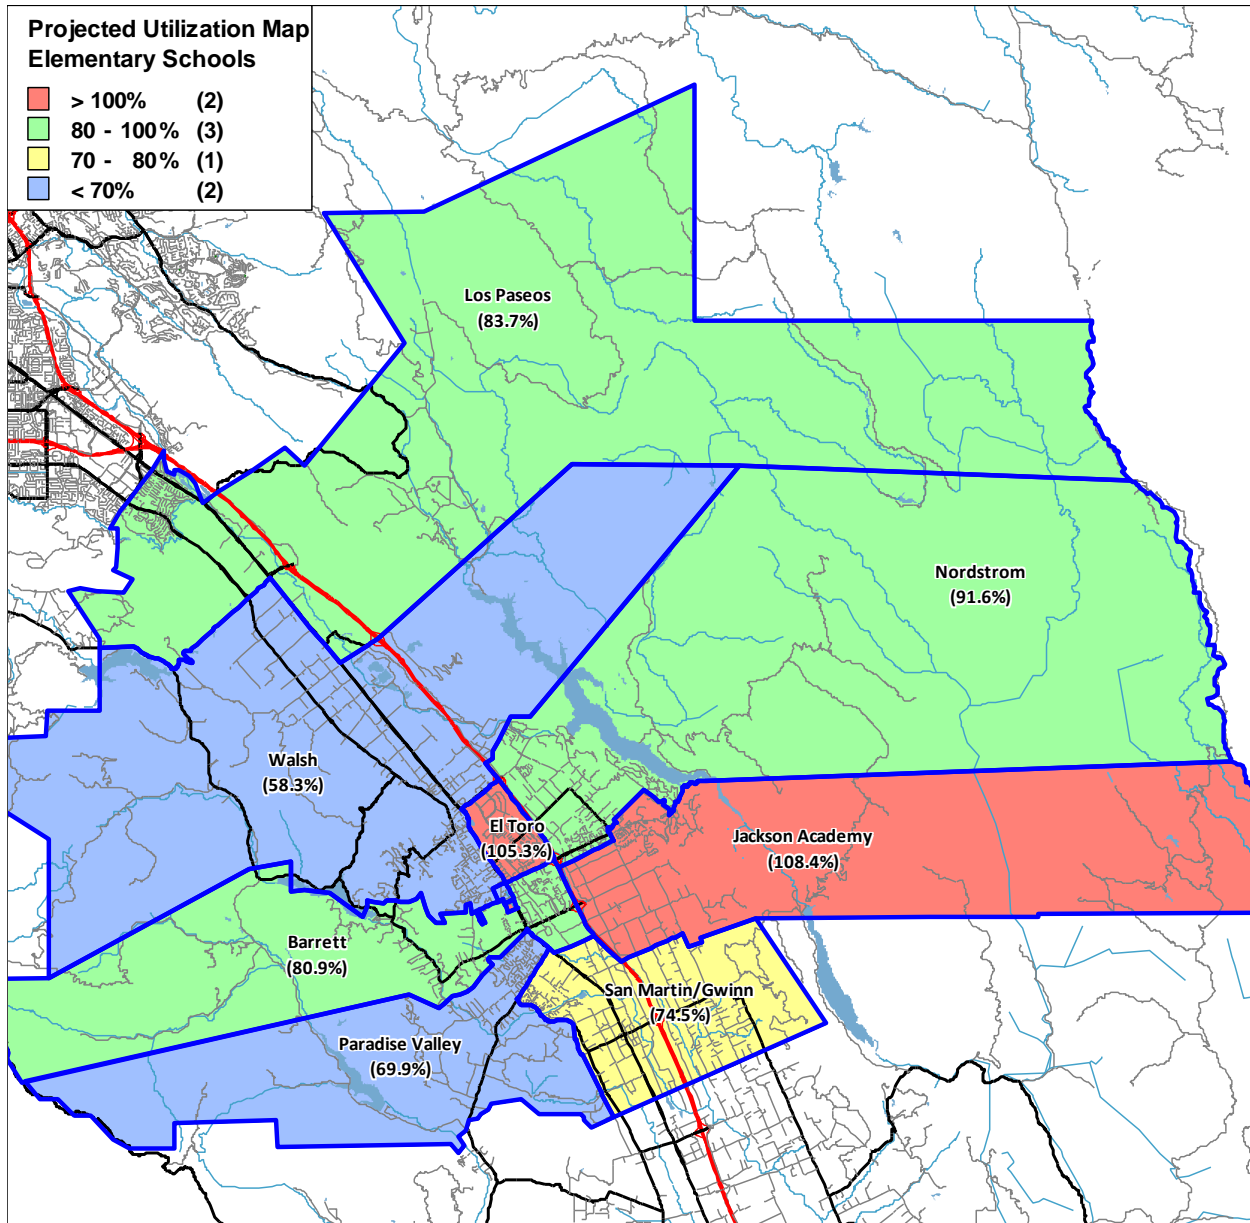 Projected Utilization Map
Elementary Schools
> 100% (2)
80 - 100% (3)
70 - 80% (1)
< 70% (2)
Los Paseos
(83.7%)
Nordstrom
(91.6%)
Walsh
(58.3%)
El Toro
(105.3%)
Jackson Academy
(108.4%)
Barrett
(80.9%)
San Martin/Gwinn
(74.5%)
Paradise Valley
(69.9%)